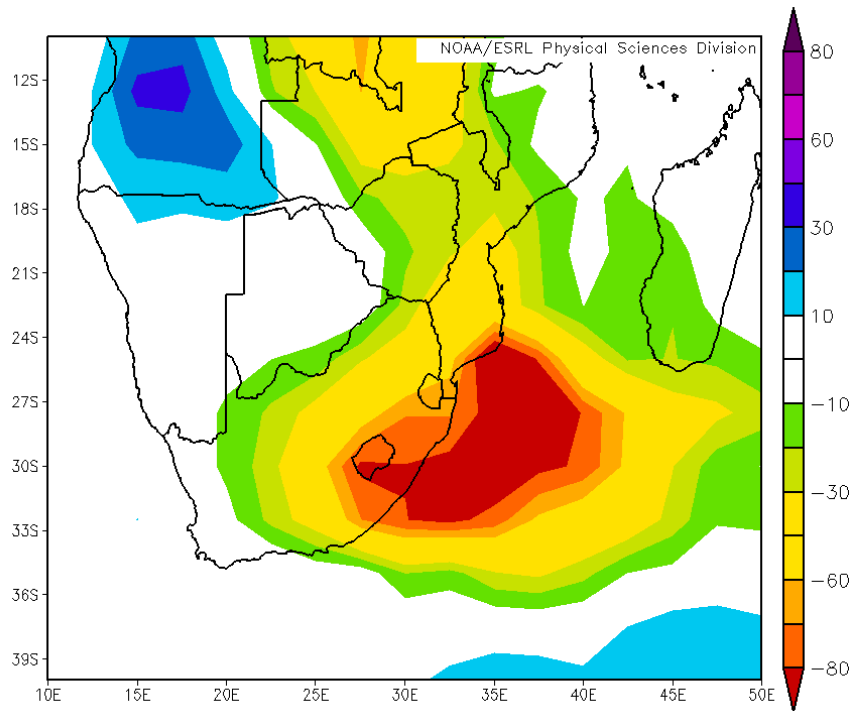 NOAA/ESRL Physical Sciences Division
12S
15S
18S
21S
24S
27S
30S
33S
36S
39S
10E 15E 20E 25E 30E 35E 40E 45E 50E
80
60
30
10
−10
−30
−60
−80